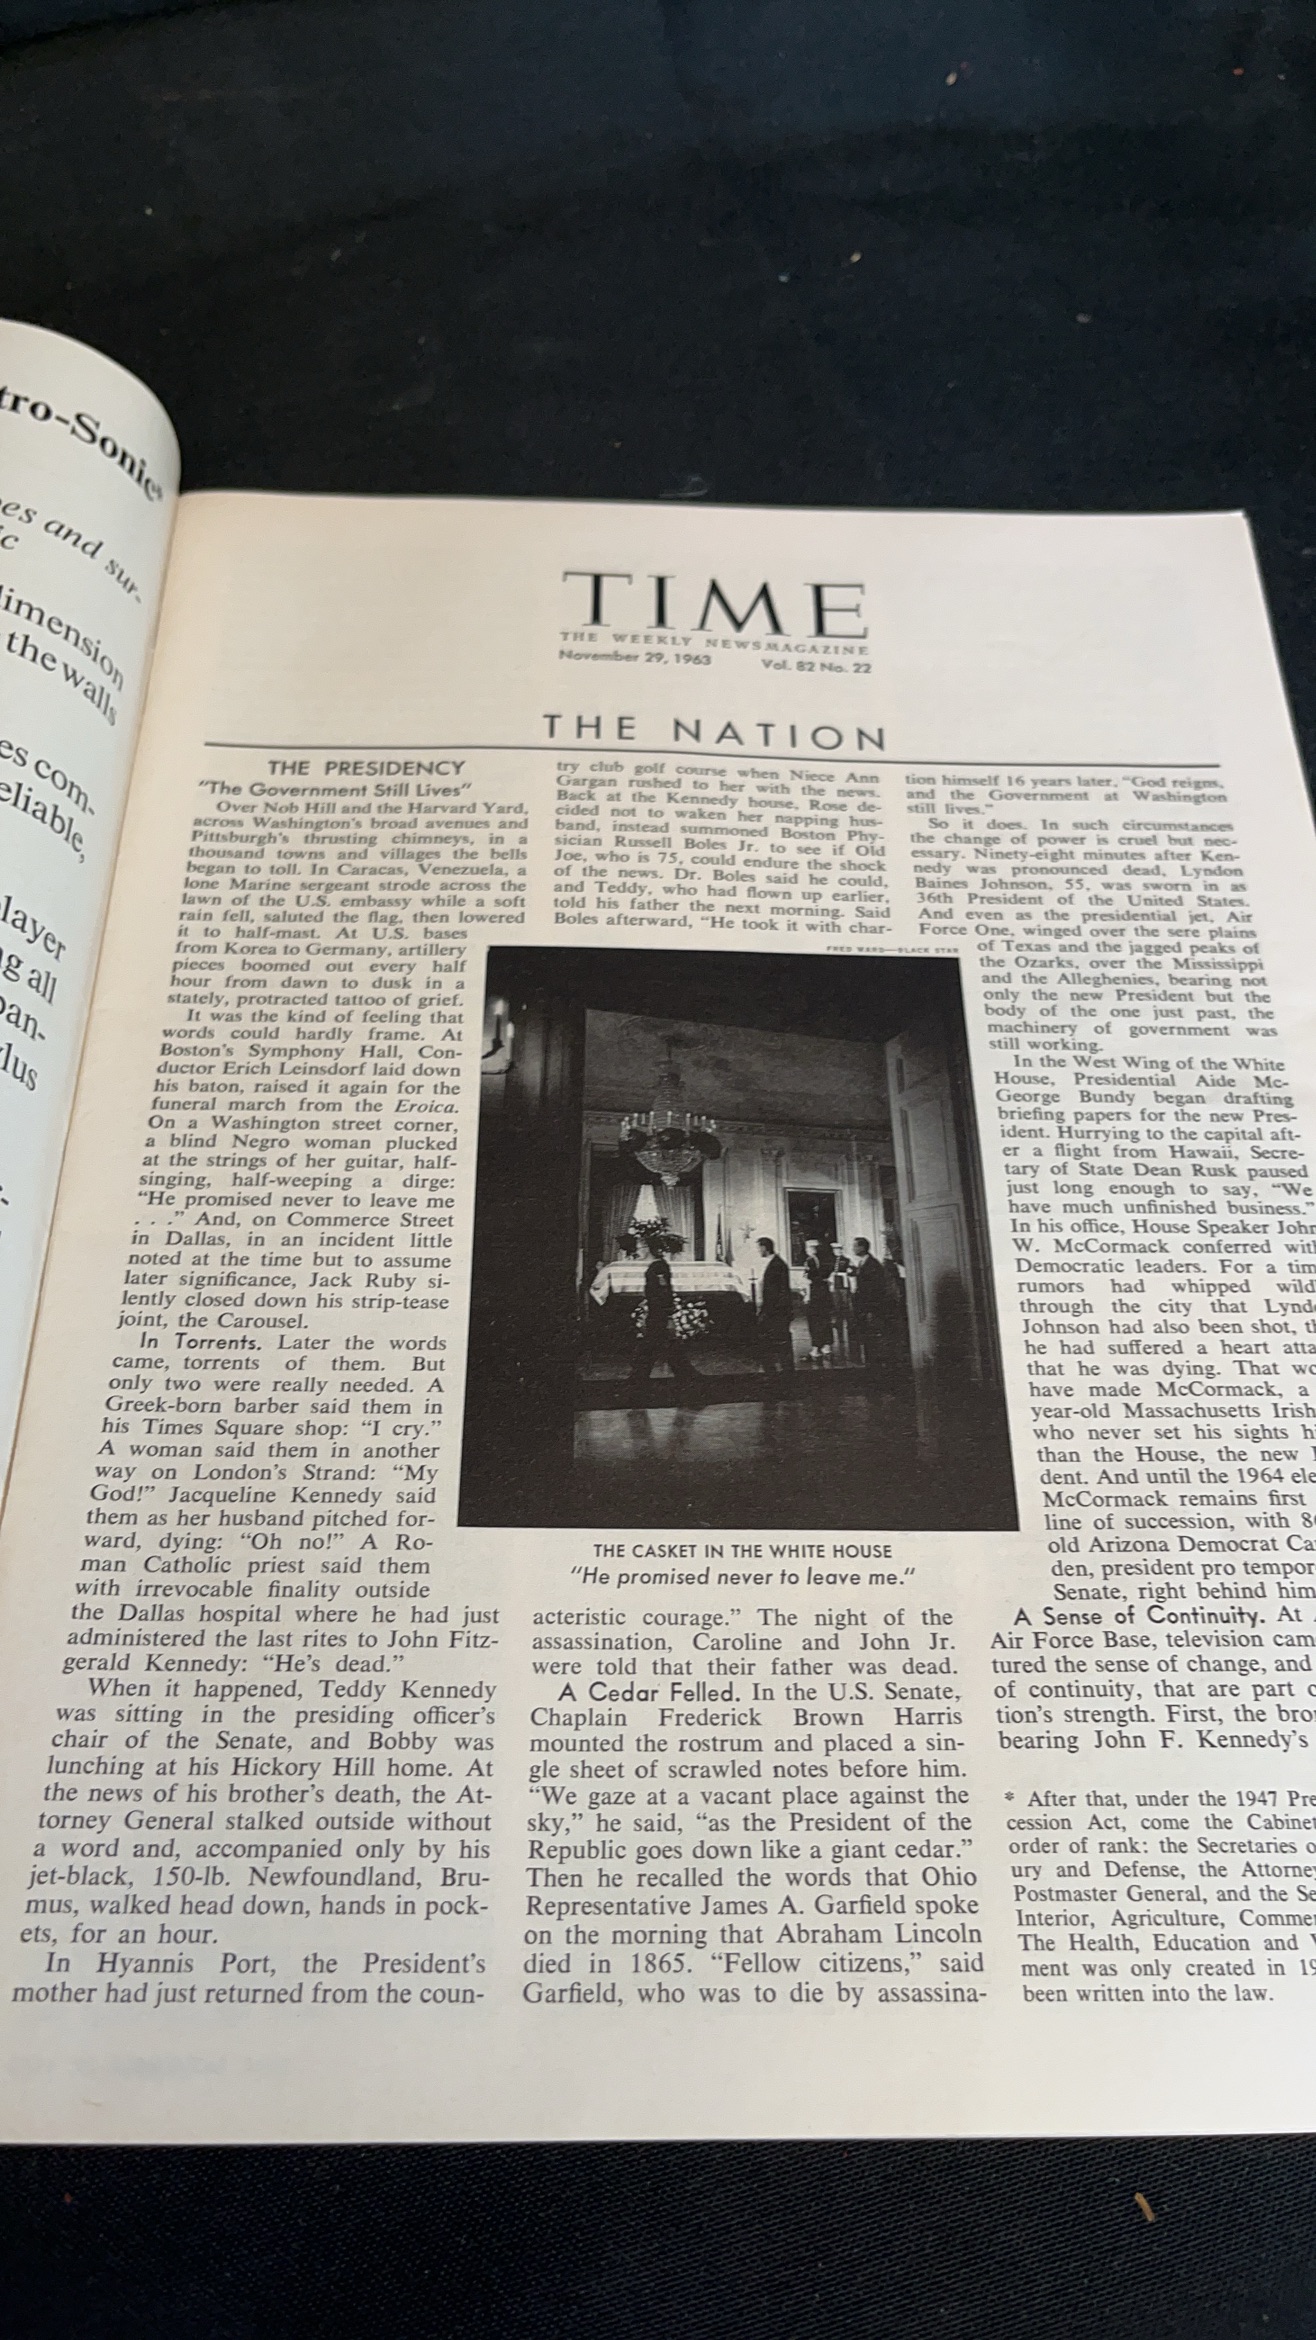 tro-Sonic
es and sur-
ic
imension
the walls
es com-
eliable,
layer
g all
pan-
lus
TIME
THE WEEKLY NEWSMAGAZINE
November 29, 1963 Vol. 82 No. 22
THE NATION
THE PRESIDENCY
"The Government Still Lives"
Over Nob Hill and the Harvard Yard,
across Washington's broad avenues and
Pittsburgh's thrusting chimneys, in a
thousand towns and villages the bells
began to toll. In Caracas, Venezuela, a
lone Marine sergeant strode across the
lawn of the U.S. embassy while a soft
rain fell, saluted the flag, then lowered
it to half-mast. At U.S. bases
from Korea to Germany, artillery
pieces boomed out every half
hour from dawn to dusk in a
stately, protracted tattoo of grief.
It was the kind of feeling that
words could hardly frame. At
Boston's Symphony Hall, Con-
ductor Erich Leinsdorf laid down
his baton, raised it again for the
funeral march from the Eroica.
On a Washington street corner,
a blind Negro woman plucked
at the strings of her guitar, half-
singing, half-weeping a dirge:
"He promised never to leave me
. . ." And, on Commerce Street
in Dallas, in an incident little
noted at the time but to assume
later significance, Jack Ruby si-
lently closed down his strip-tease
joint, the Carousel.
In Torrents. Later the words
came, torrents of them. But
only two were really needed. A
Greek-born barber said them in
his Times Square shop: "I cry."
A woman said them in another
way on London's Strand: "My
God!" Jacqueline Kennedy said
them as her husband pitched for-
ward, dying: "Oh no!" A Ro-
man Catholic priest said them
with irrevocable finality outside
the Dallas hospital where he had just
administered the last rites to John Fitz-
gerald Kennedy: "He's dead."
When it happened, Teddy Kennedy
was sitting in the presiding officer's
chair of the Senate, and Bobby was
lunching at his Hickory Hill home. At
the news of his brother's death, the At-
torney General stalked outside without
a word and, accompanied only by his
jet-black, 150-lb. Newfoundland, Bru-
mus, walked head down, hands in pock-
ets, for an hour.
In Hyannis Port, the President's
mother had just returned from the coun-
try club golf course when Niece Ann
Gargan rushed to her with the news.
Back at the Kennedy house, Rose de-
cided not to waken her napping hus-
band, instead summoned Boston Phy-
sician Russell Boles Jr. to see if Old
Joe, who is 75, could endure the shock
of the news. Dr. Boles said he could,
and Teddy, who had flown up earlier,
told his father the next morning. Said
Boles afterward, "He took it with char-
FRED WARD—BLACK STAR
THE CASKET IN THE WHITE HOUSE
"He promised never to leave me."
acteristic courage." The night of the
assassination, Caroline and John Jr.
were told that their father was dead.
A Cedar Felled. In the U.S. Senate,
Chaplain Frederick Brown Harris
mounted the rostrum and placed a sin-
gle sheet of scrawled notes before him.
"We gaze at a vacant place against the
sky," he said, "as the President of the
Republic goes down like a giant cedar."
Then he recalled the words that Ohio
Representative James A. Garfield spoke
on the morning that Abraham Lincoln
died in 1865. "Fellow citizens," said
Garfield, who was to die by assassina-
tion himself 16 years later, "God reigns,
and the Government at Washington
still lives."
So it does. In such circumstances
the change of power is cruel but nec-
essary. Ninety-eight minutes after Ken-
nedy was pronounced dead, Lyndon
Baines Johnson, 55, was sworn in as
36th President of the United States.
And even as the presidential jet, Air
Force One, winged over the sere plains
of Texas and the jagged peaks of
the Ozarks, over the Mississippi
and the Alleghenies, bearing not
only the new President but the
body of the one just past, the
machinery of government was
still working.
In the West Wing of the White
House, Presidential Aide Mc-
George Bundy began drafting
briefing papers for the new Pres-
ident. Hurrying to the capital aft-
er a flight from Hawaii, Secre-
tary of State Dean Rusk paused
just long enough to say, "We
have much unfinished business."
In his office, House Speaker John
W. McCormack conferred with
Democratic leaders. For a tim
rumors had whipped wild
through the city that Lynd
Johnson had also been shot, th
he had suffered a heart atta
that he was dying. That wo
have made McCormack, a
year-old Massachusetts Irish
who never set his sights hi
than the House, the new
dent. And until the 1964 ele
McCormack remains first
line of succession, with 8
old Arizona Democrat Ca
den, president pro tempor
Senate, right behind him
A Sense of Continuity. At
Air Force Base, television cam
tured the sense of change, and
of continuity, that are part o
tion's strength. First, the bro
bearing John F. Kennedy's
* After that, under the 1947 Pre
cession Act, come the Cabinet
order of rank: the Secretaries o
ury and Defense, the Attorney
Postmaster General, and the Se
Interior, Agriculture, Commer
The Health, Education and
ment was only created in 19
been written into the law.